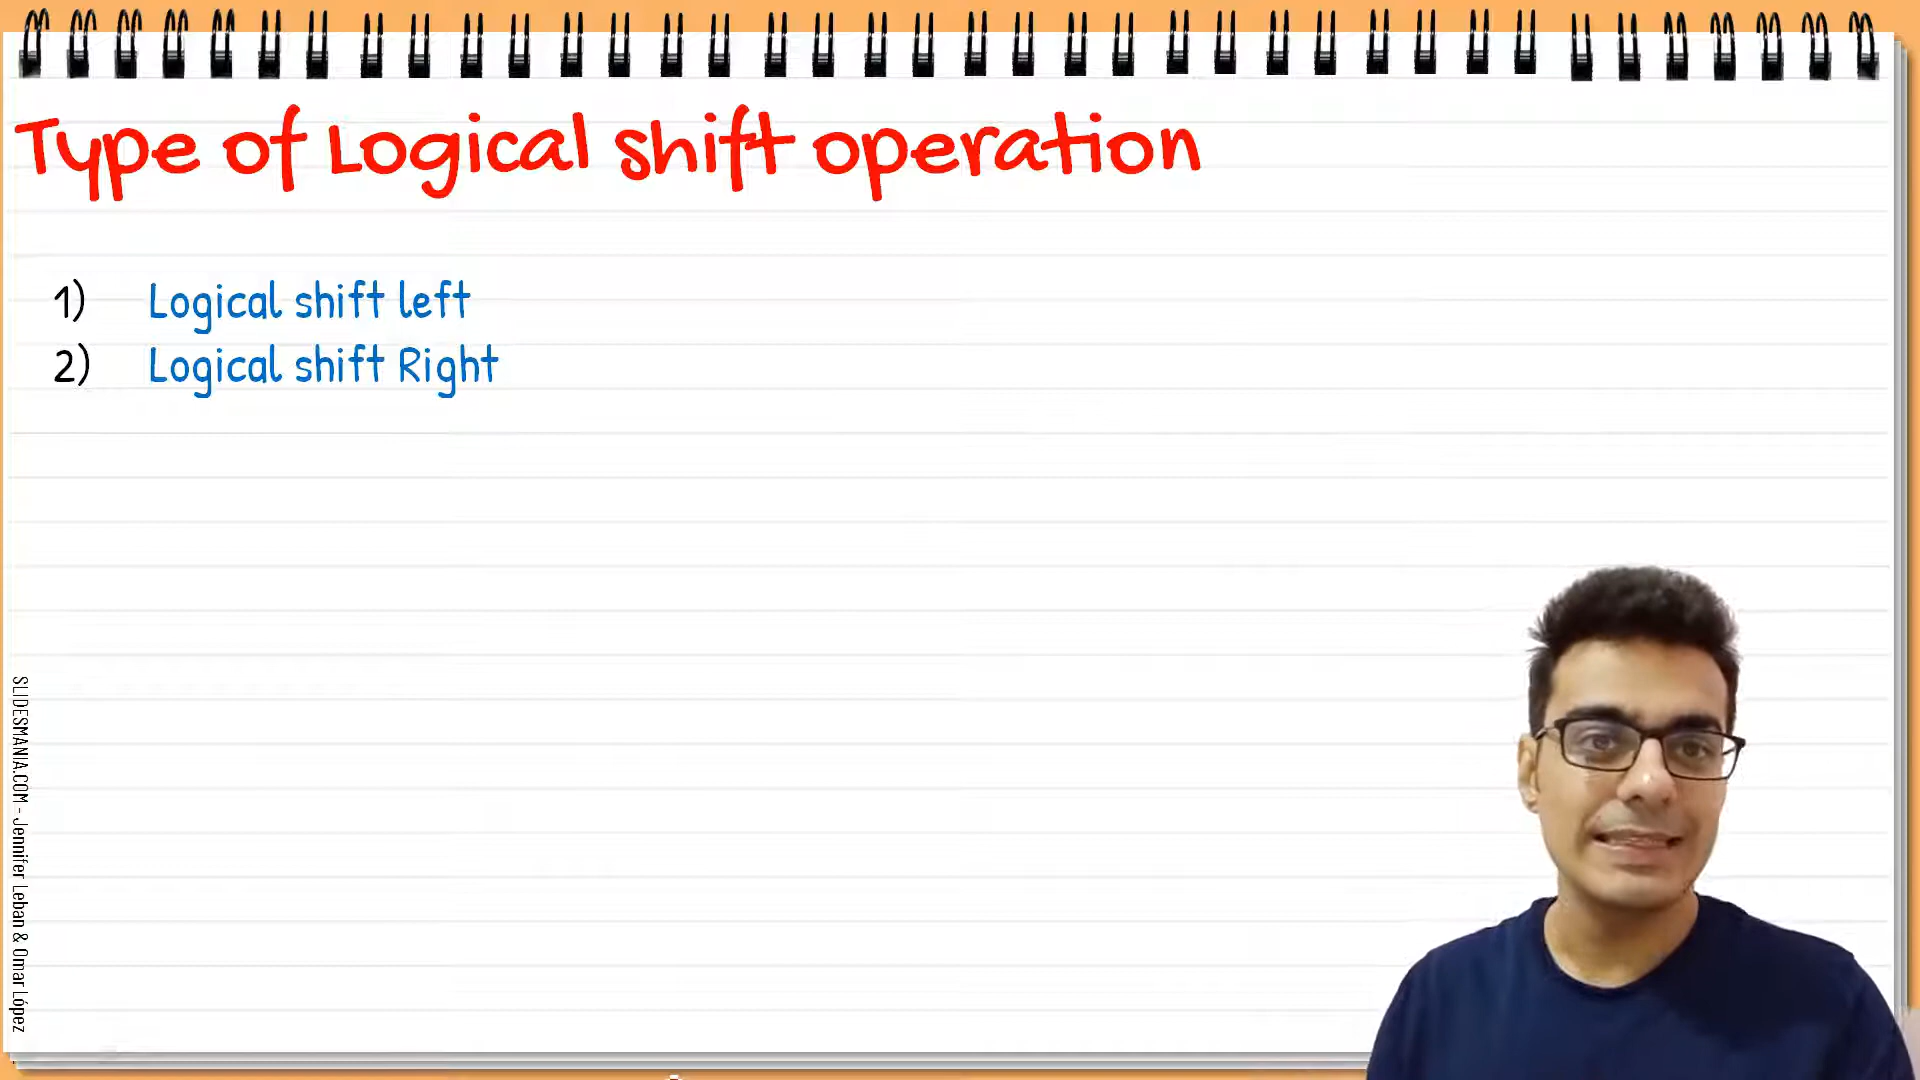 Type of Logical shift operation
1) Logical shift left
2) Logical shift Right
SLIDESMANIA.COM - Jennifer Leban & Omar López